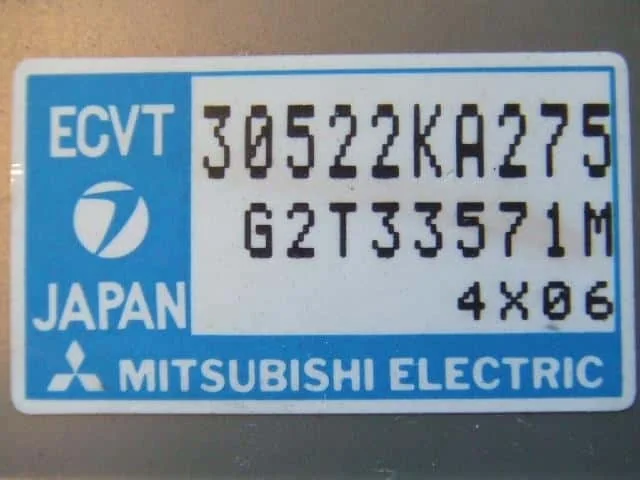 ECVT
30522KA275
G2T33571M
JAPAN
4X06
MITSUBISHI ELECTRIC